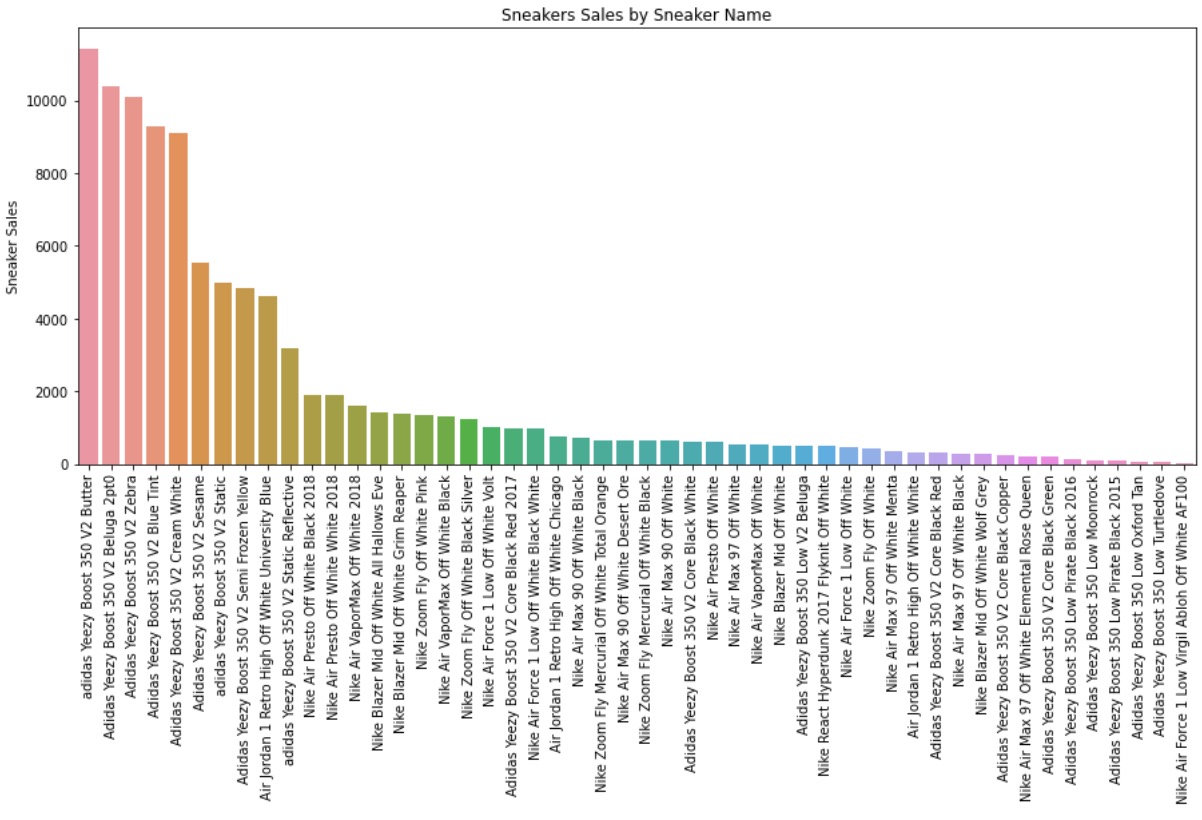 Sneakers Sales by Sneaker Name
Sneaker Sales
10000
8000
6000
4000
2000
0
adidas Yeezy Boost 350 V2 Butter
Adidas Yeezy Boost 350 V2 Beluga 2pt0
Adidas Yeezy Boost 350 V2 Zebra
Adidas Yeezy Boost 350 V2 Blue Tint
Adidas Yeezy Boost 350 V2 Cream White
Adidas Yeezy Boost 350 V2 Sesame
adidas Yeezy Boost 350 V2 Static
Adidas Yeezy Boost 350 V2 Semi Frozen Yellow
Air Jordan 1 Retro High Off White University Blue
adidas Yeezy Boost 350 V2 Static Reflective
Nike Air Presto Off White Black 2018
Nike Air Presto Off White White 2018
Nike Air VaporMax Off White 2018
Nike Blazer Mid Off White All Hallows Eve
Nike Blazer Mid Off White Grim Reaper
Nike Zoom Fly Off White Pink
Nike Air VaporMax Off White Black
Nike Zoom Fly Off White Black Silver
Nike Air Force 1 Low Off White Volt
Adidas Yeezy Boost 350 V2 Core Black Red 2017
Nike Air Force 1 Low Off White Black White
Air Jordan 1 Retro High Off White Chicago
Nike Air Max 90 Off White Black
Nike Zoom Fly Mercurial Off White Total Orange
Nike Air Max 90 Off White Desert Ore
Nike Zoom Fly Mercurial Off White Black
Nike Air Max 90 Off White
Adidas Yeezy Boost 350 V2 Core Black White
Nike Air Presto Off White
Nike Air Max 97 Off White
Nike Air VaporMax Off White
Nike Blazer Mid Off White
Adidas Yeezy Boost 350 Low V2 Beluga
Nike React Hyperdunk 2017 Flyknit Off White
Nike Air Force 1 Low Off White
Nike Zoom Fly Off White
Nike Air Max 97 Off White Menta
Air Jordan 1 Retro High Off White White
Adidas Yeezy Boost 350 V2 Core Black Red
Nike Air Max 97 Off White Black
Nike Blazer Mid Off White Wolf Grey
Adidas Yeezy Boost 350 V2 Core Black Copper
Nike Air Max 97 Off White Elemental Rose Queen
Adidas Yeezy Boost 350 V2 Core Black Green
Adidas Yeezy Boost 350 Low Pirate Black 2016
Adidas Yeezy Boost 350 Low Moonrock
Adidas Yeezy Boost 350 Low Pirate Black 2015
Adidas Yeezy Boost 350 Low Oxford Tan
Adidas Yeezy Boost 350 Low Turtledove
Nike Air Force 1 Low Virgil Abloh Off White AF100